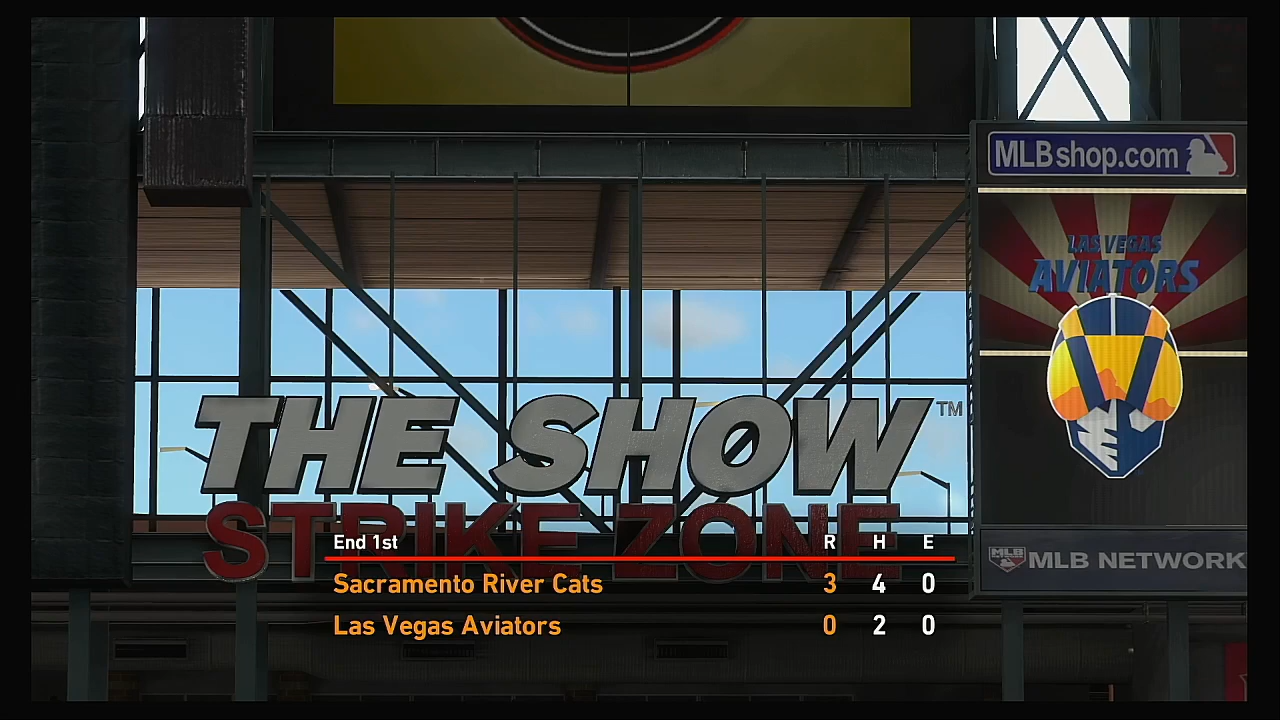 MLBshop.com
LAS VEGAS
AVIATORS
THE SHOW™
STRIKE ZONE
End 1st R H E
MLB NETWORK
Sacramento River Cats 3 4 0
Las Vegas Aviators 0 2 0